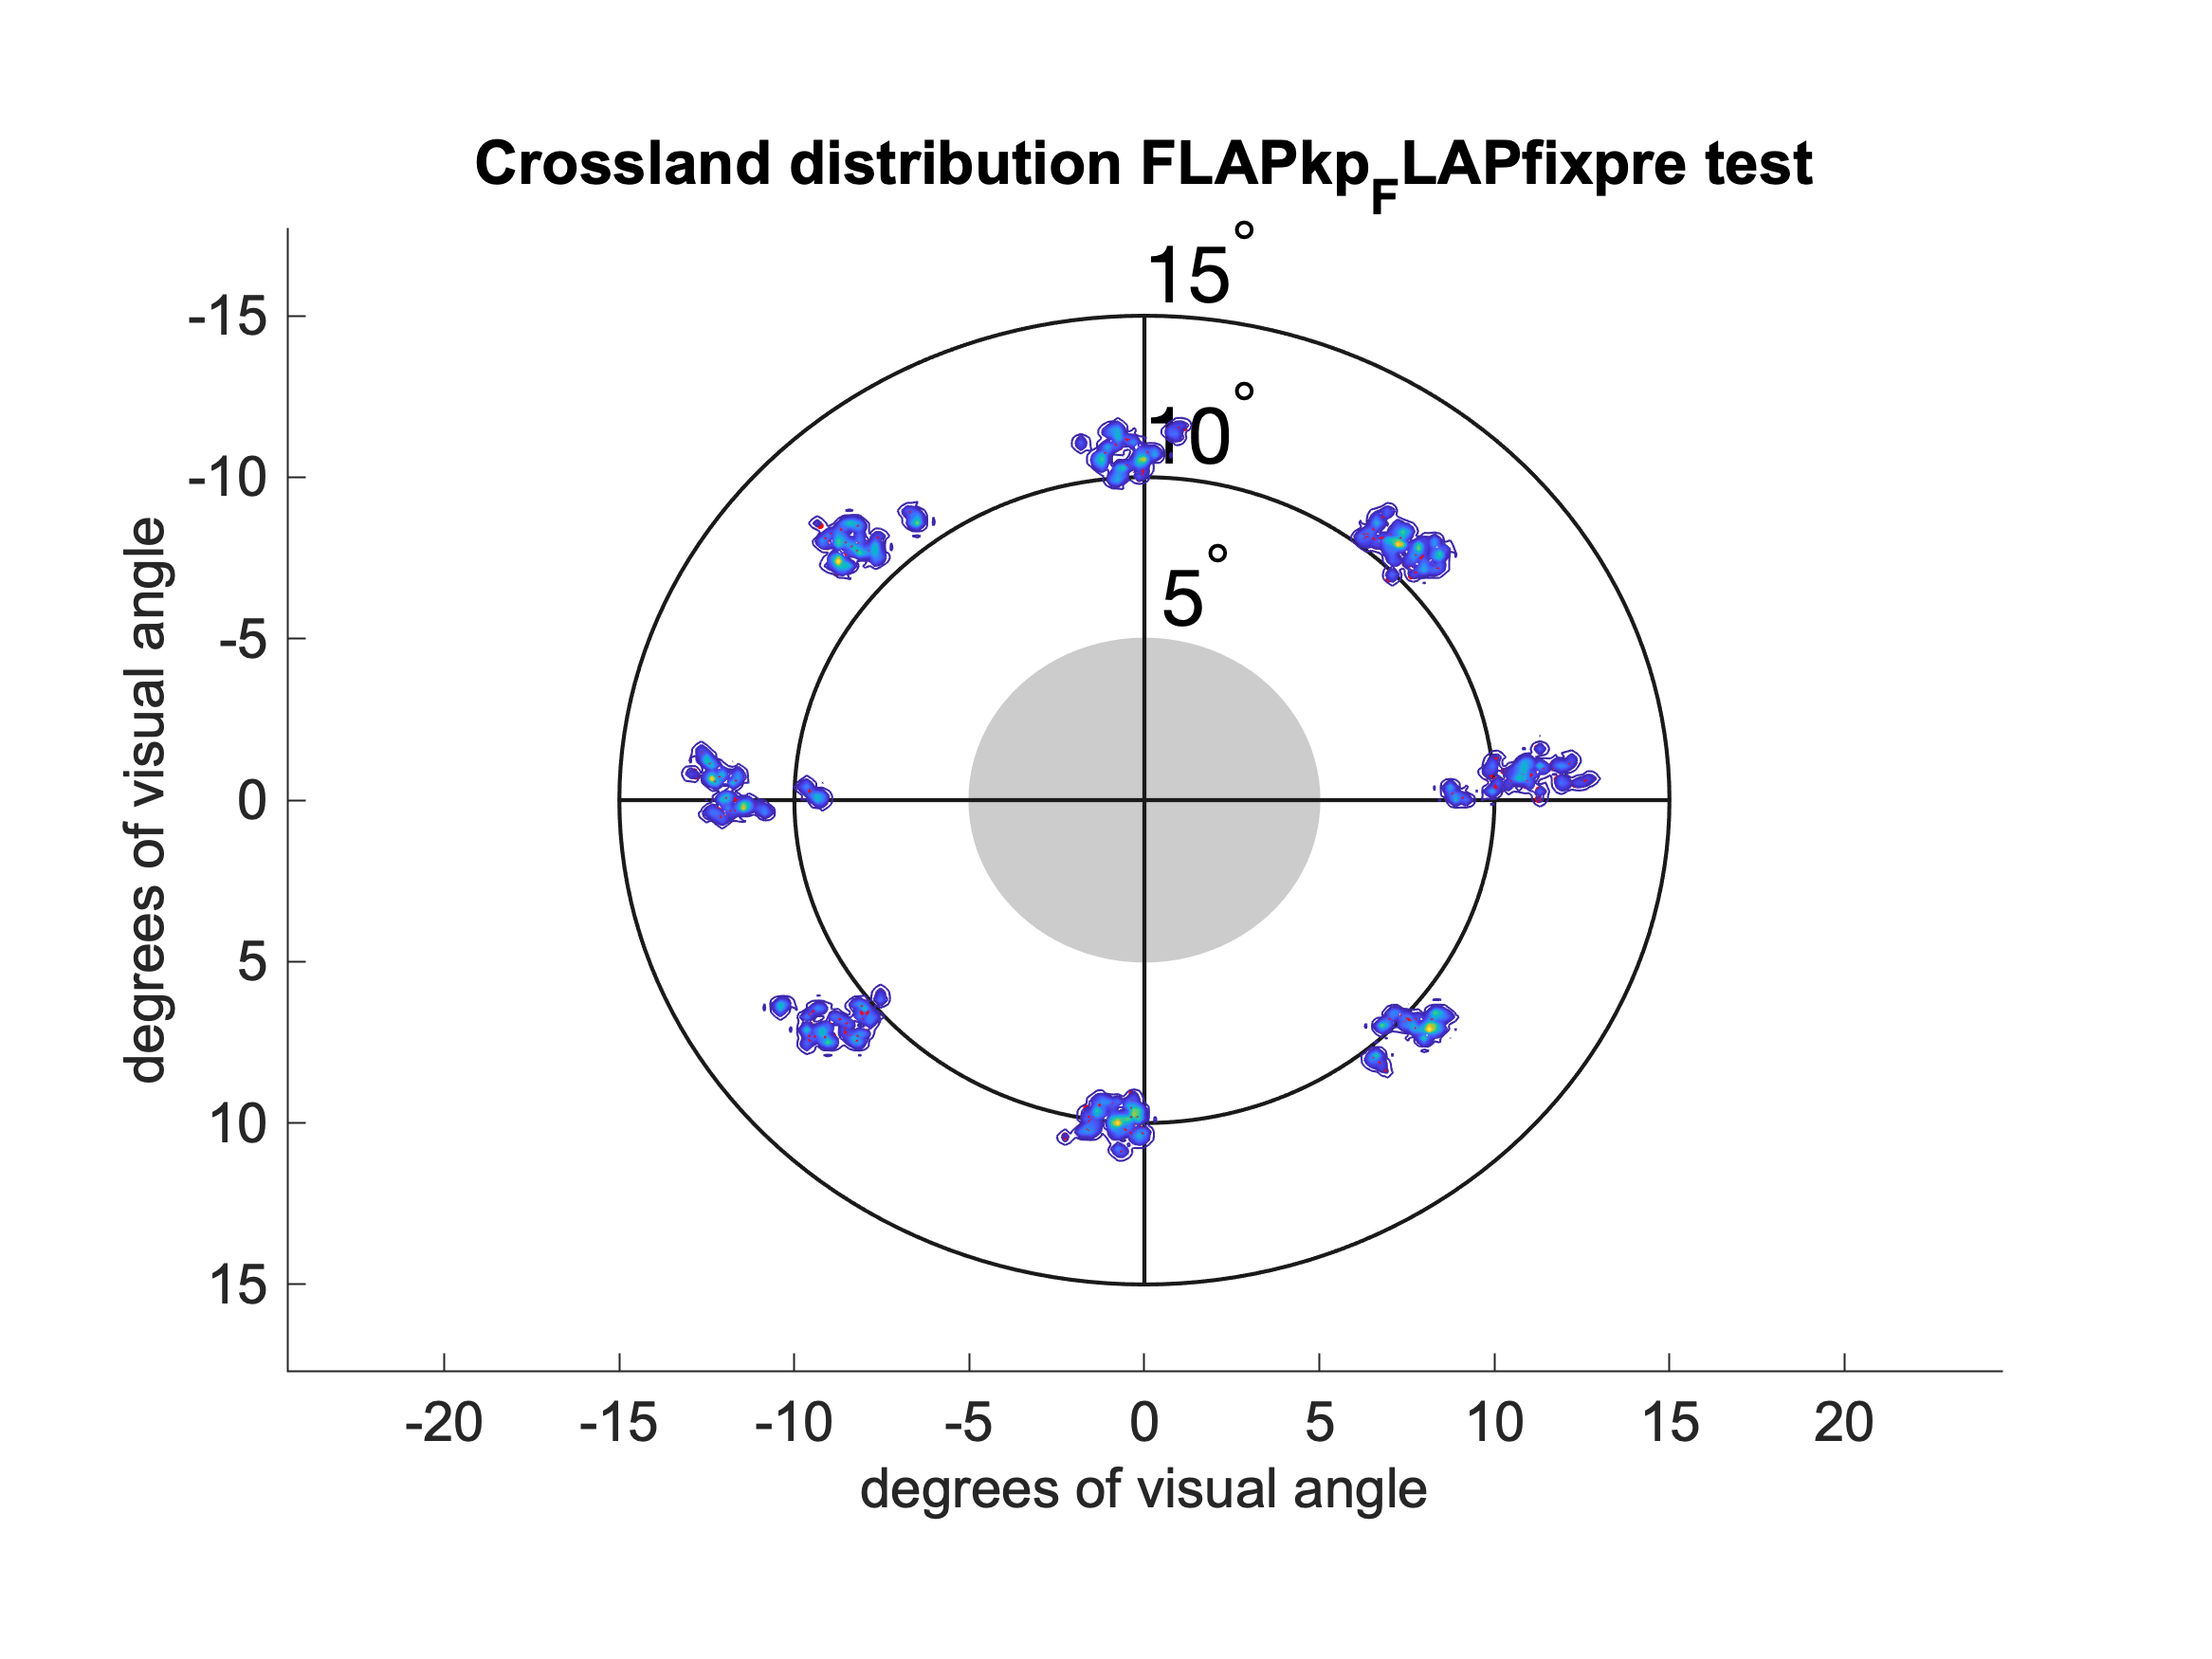 Crossland distribution FLAPkp_FLAPfixpre test
15°
10°
5°
-15
-10
-5
0
5
10
15
degrees of visual angle
-20 -15 -10 -5 0 5 10 15 20
degrees of visual angle